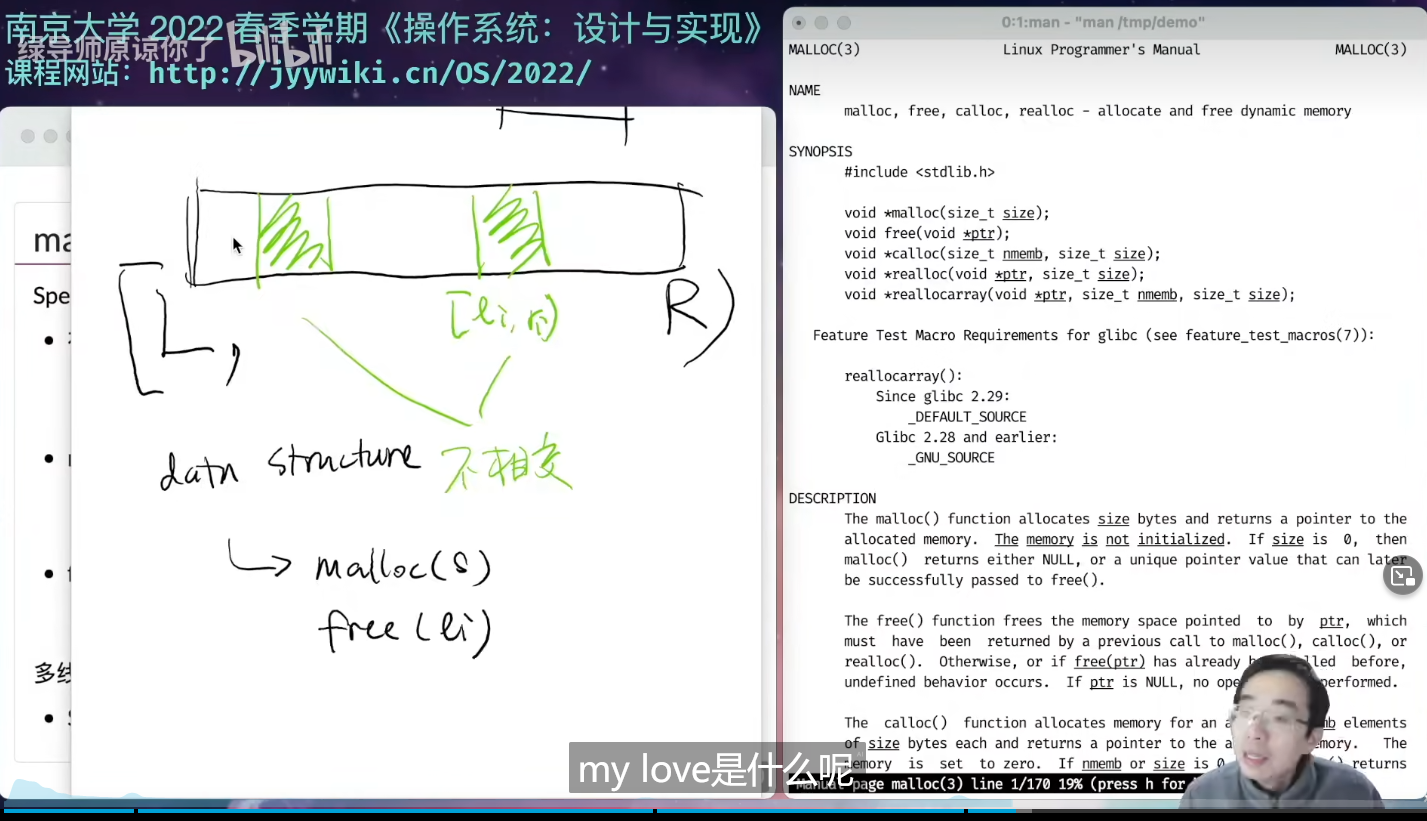 南京大学 2022 春季学期《操作系统：设计与实现》
绿导师原谅你了 bilibili
课程网站：http://jyywiki.cn/OS/2022/
ma
Spe
多线
[L,
R)
[li, ri)
data structure 不相交
malloc(s)
free(li)
0:1:man - "man /tmp/demo"
MALLOC(3) Linux Programmer's Manual MALLOC(3)
NAME
malloc, free, calloc, realloc - allocate and free dynamic memory
SYNOPSIS
#include <stdlib.h>
void *malloc(size_t size);
void free(void *ptr);
void *calloc(size_t nmemb, size_t size);
void *realloc(void *ptr, size_t size);
void *reallocarray(void *ptr, size_t nmemb, size_t size);
Feature Test Macro Requirements for glibc (see feature_test_macros(7)):
reallocarray():
Since glibc 2.29:
_DEFAULT_SOURCE
Glibc 2.28 and earlier:
_GNU_SOURCE
DESCRIPTION
The malloc() function allocates size bytes and returns a pointer to the
allocated memory. The memory is not initialized. If size is 0, then
malloc() returns either NULL, or a unique pointer value that can later
be successfully passed to free().
The free() function frees the memory space pointed to by ptr, which
must have been returned by a previous call to malloc(), calloc(), or
realloc(). Otherwise, or if free(ptr) has already before,
undefined behavior occurs. If ptr is NULL, no performed.
The calloc() function allocates memory for an elements
of size bytes each and returns a pointer to the The
memory is set to zero. If nmemb or size is 0 returns
page malloc(3) line 1/170 19% (press h for
my love是什么呢